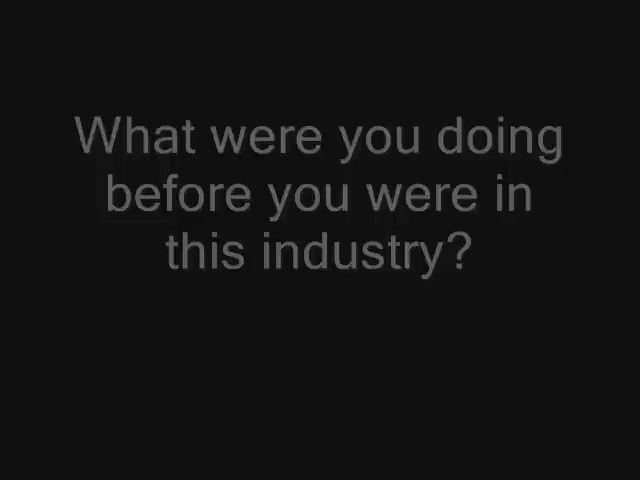 What were you doing
before you were in
this industry?